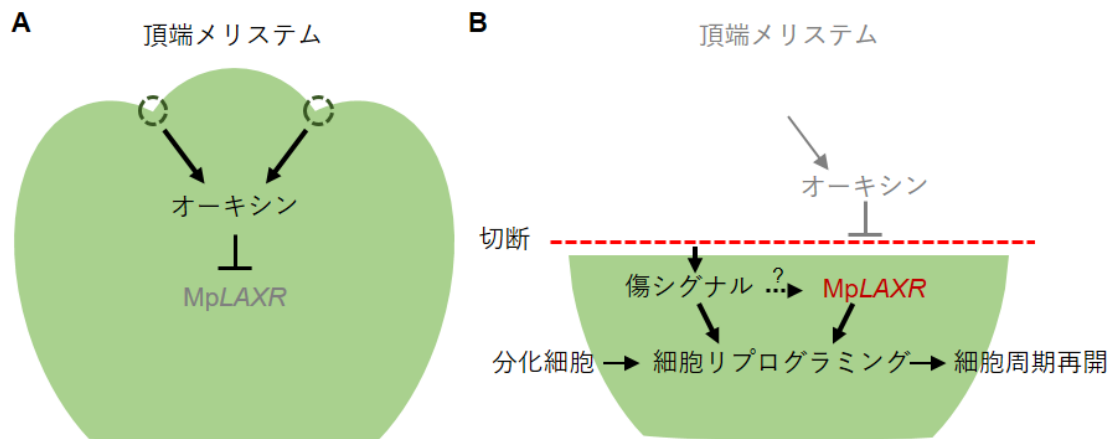 A
頂端メリステム
オーキシン
MpLAXR
B
頂端メリステム
オーキシン
切断
傷シグナル ? MpLAXR
分化細胞 細胞リプログラミング 細胞周期再開